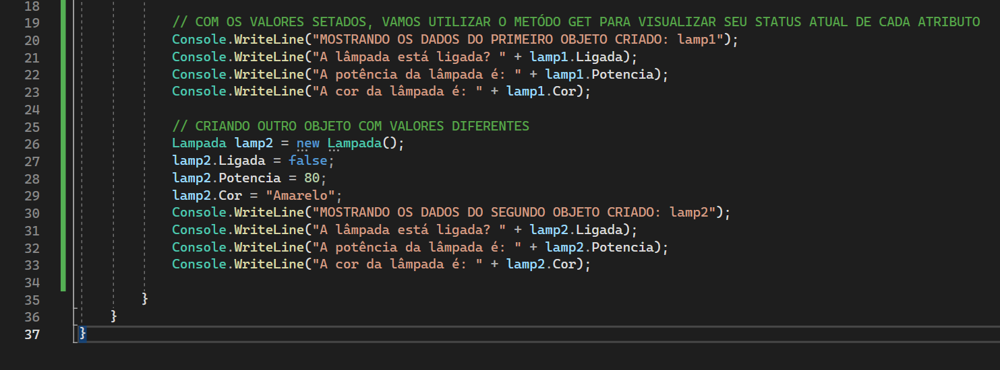 18
19 // COM OS VALORES SETADOS, VAMOS UTILIZAR O METÓDO GET PARA VISUALIZAR SEU STATUS ATUAL DE CADA ATRIBUTO
20 Console.WriteLine("MOSTRANDO OS DADOS DO PRIMEIRO OBJETO CRIADO: lamp1");
21 Console.WriteLine("A lâmpada está ligada? " + lamp1.Ligada);
22 Console.WriteLine("A potência da lâmpada é: " + lamp1.Potencia);
23 Console.WriteLine("A cor da lâmpada é: " + lamp1.Cor);
24
25 // CRIANDO OUTRO OBJETO COM VALORES DIFERENTES
26 Lampada lamp2 = new Lampada();
27 lamp2.Ligada = false;
28 lamp2.Potencia = 80;
29 lamp2.Cor = "Amarelo";
30 Console.WriteLine("MOSTRANDO OS DADOS DO SEGUNDO OBJETO CRIADO: lamp2");
31 Console.WriteLine("A lâmpada está ligada? " + lamp2.Ligada);
32 Console.WriteLine("A potência da lâmpada é: " + lamp2.Potencia);
33 Console.WriteLine("A cor da lâmpada é: " + lamp2.Cor);
34
35 }
36 }
37 }